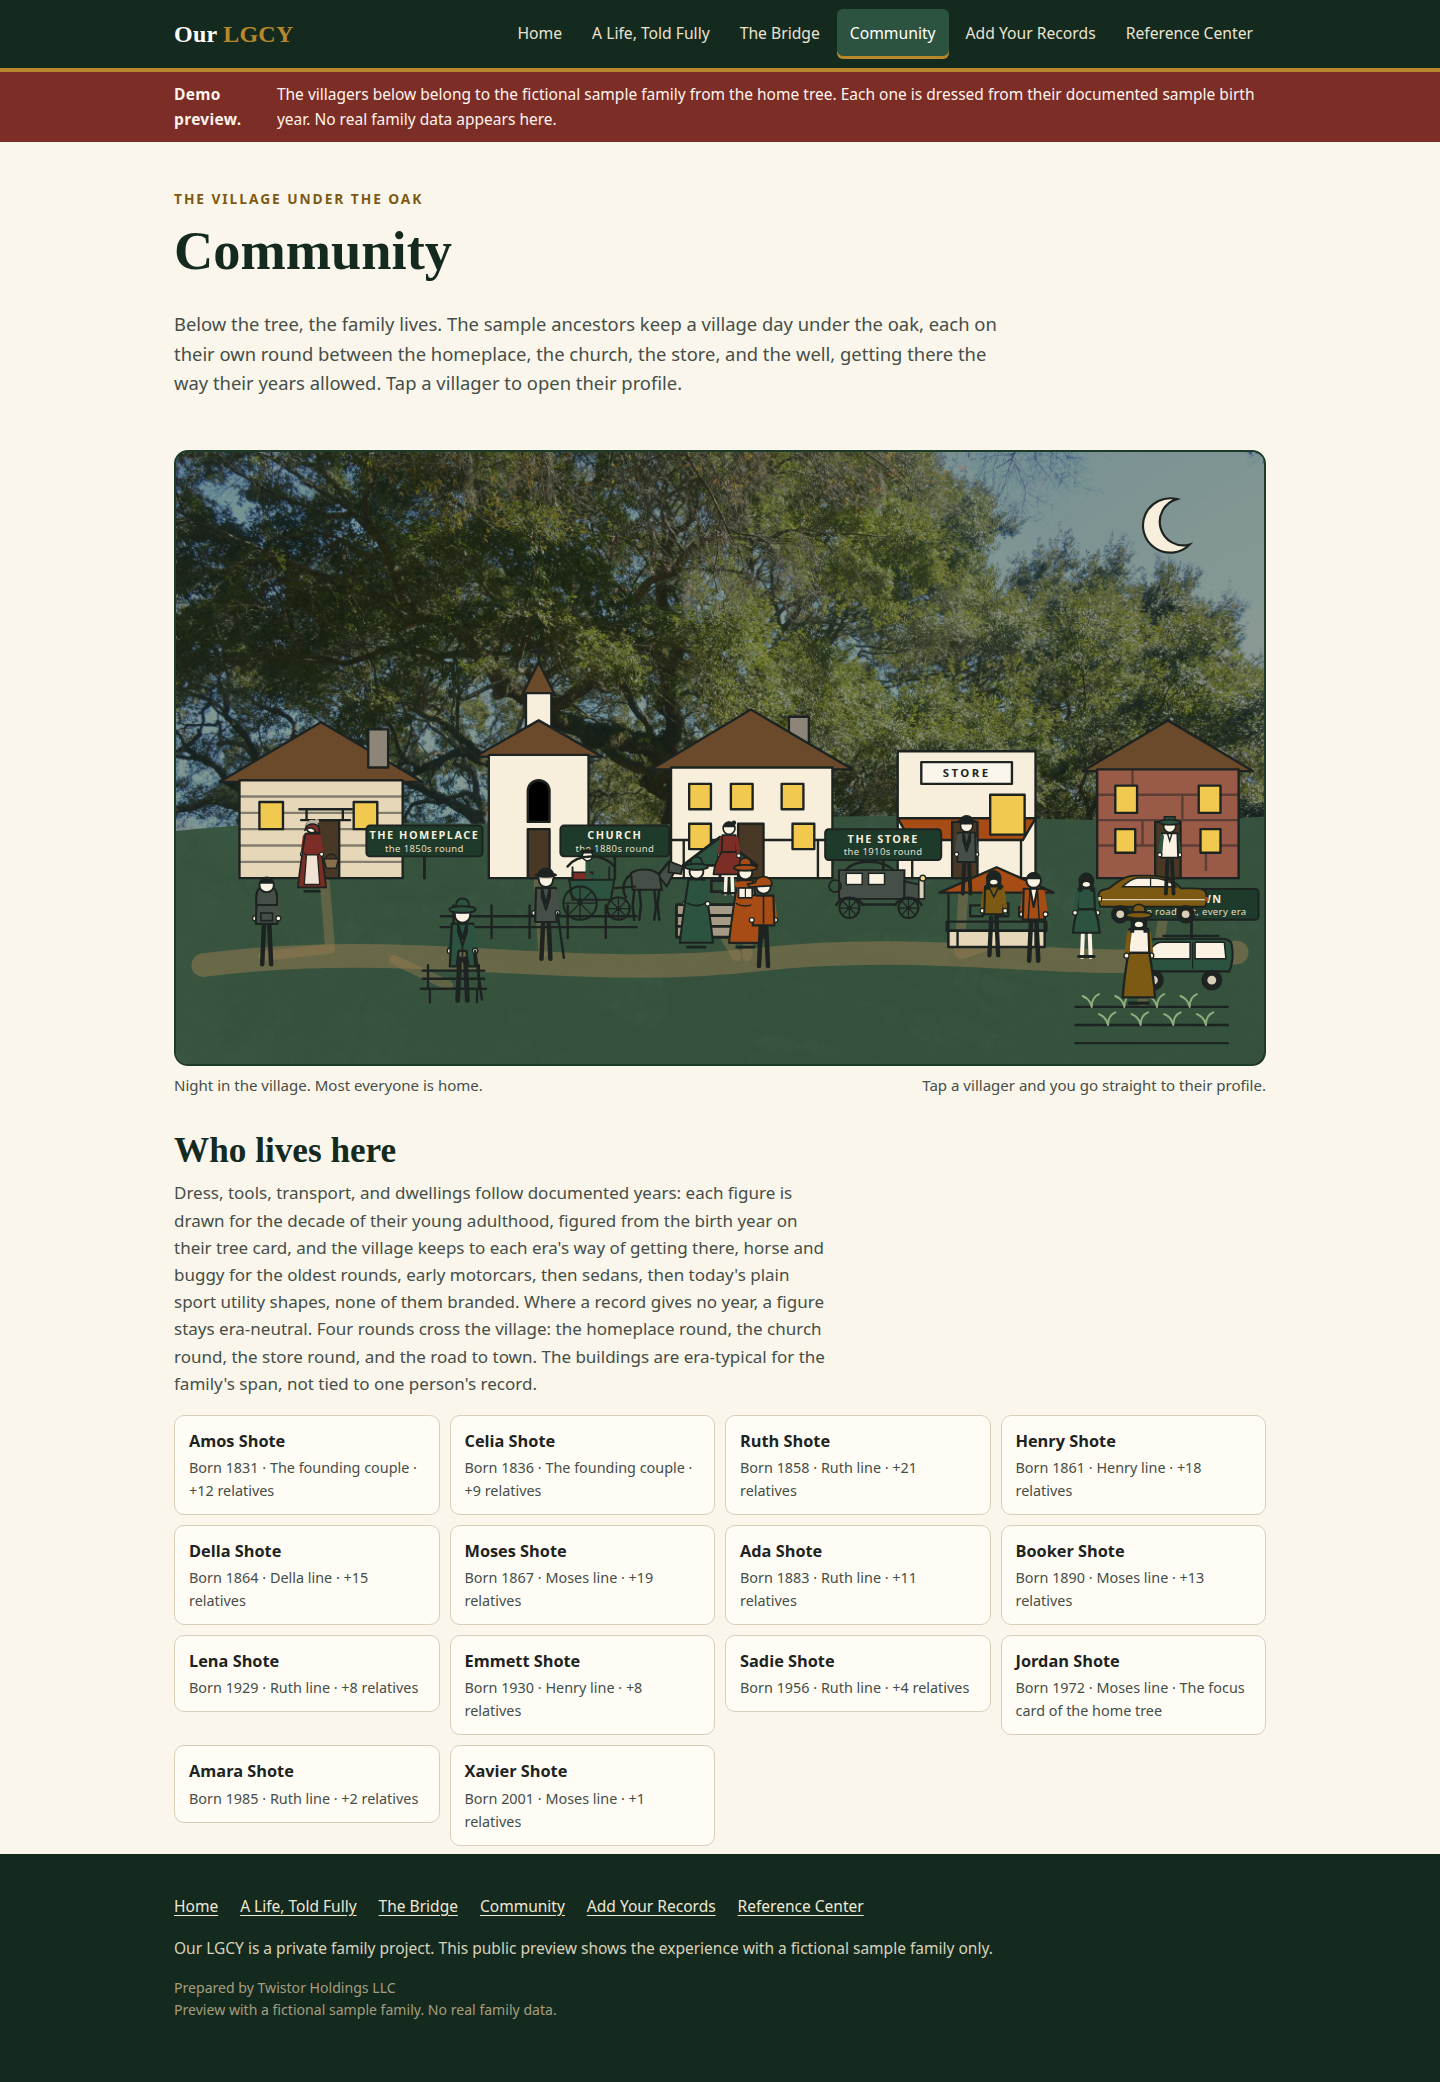 Our LGCY
Home
A Life, Told Fully
The Bridge
Community
Add Your Records
Reference Center
Demo
preview.
The villagers below belong to the fictional sample family from the home tree. Each one is dressed from their documented sample birth
year. No real family data appears here.
THE VILLAGE UNDER THE OAK
Community
Below the tree, the family lives. The sample ancestors keep a village day under the oak, each on
their own round between the homeplace, the church, the store, and the well, getting there the
way their years allowed. Tap a villager to open their profile.
STORE
THE HOMEPLACE
the 1850s round
CHURCH
the 1880s round
THE STORE
the 1910s round
road
every era
Night in the village. Most everyone is home.
Tap a villager and you go straight to their profile.
Who lives here
Dress, tools, transport, and dwellings follow documented years: each figure is
drawn for the decade of their young adulthood, figured from the birth year on
their tree card, and the village keeps to each era's way of getting there, horse and
buggy for the oldest rounds, early motorcars, then sedans, then today's plain
sport utility shapes, none of them branded. Where a record gives no year, a figure
stays era-neutral. Four rounds cross the village: the homeplace round, the church
round, the store round, and the road to town. The buildings are era-typical for the
family's span, not tied to one person's record.
Amos Shote
Born 1831 · The founding couple ·
+12 relatives
Celia Shote
Born 1836 · The founding couple ·
+9 relatives
Ruth Shote
Born 1858 · Ruth line · +21
relatives
Henry Shote
Born 1861 · Henry line · +18
relatives
Della Shote
Born 1864 · Della line · +15
relatives
Moses Shote
Born 1867 · Moses line · +19
relatives
Ada Shote
Born 1883 · Ruth line · +11
relatives
Booker Shote
Born 1890 · Moses line · +13
relatives
Lena Shote
Born 1929 · Ruth line · +8 relatives
Emmett Shote
Born 1930 · Henry line · +8
relatives
Sadie Shote
Born 1956 · Ruth line · +4 relatives
Jordan Shote
Born 1972 · Moses line · The focus
card of the home tree
Amara Shote
Born 1985 · Ruth line · +2 relatives
Xavier Shote
Born 2001 · Moses line · +1
relatives
Home
A Life, Told Fully
The Bridge
Community
Add Your Records
Reference Center
Our LGCY is a private family project. This public preview shows the experience with a fictional sample family only.
Prepared by Twistor Holdings LLC
Preview with a fictional sample family. No real family data.